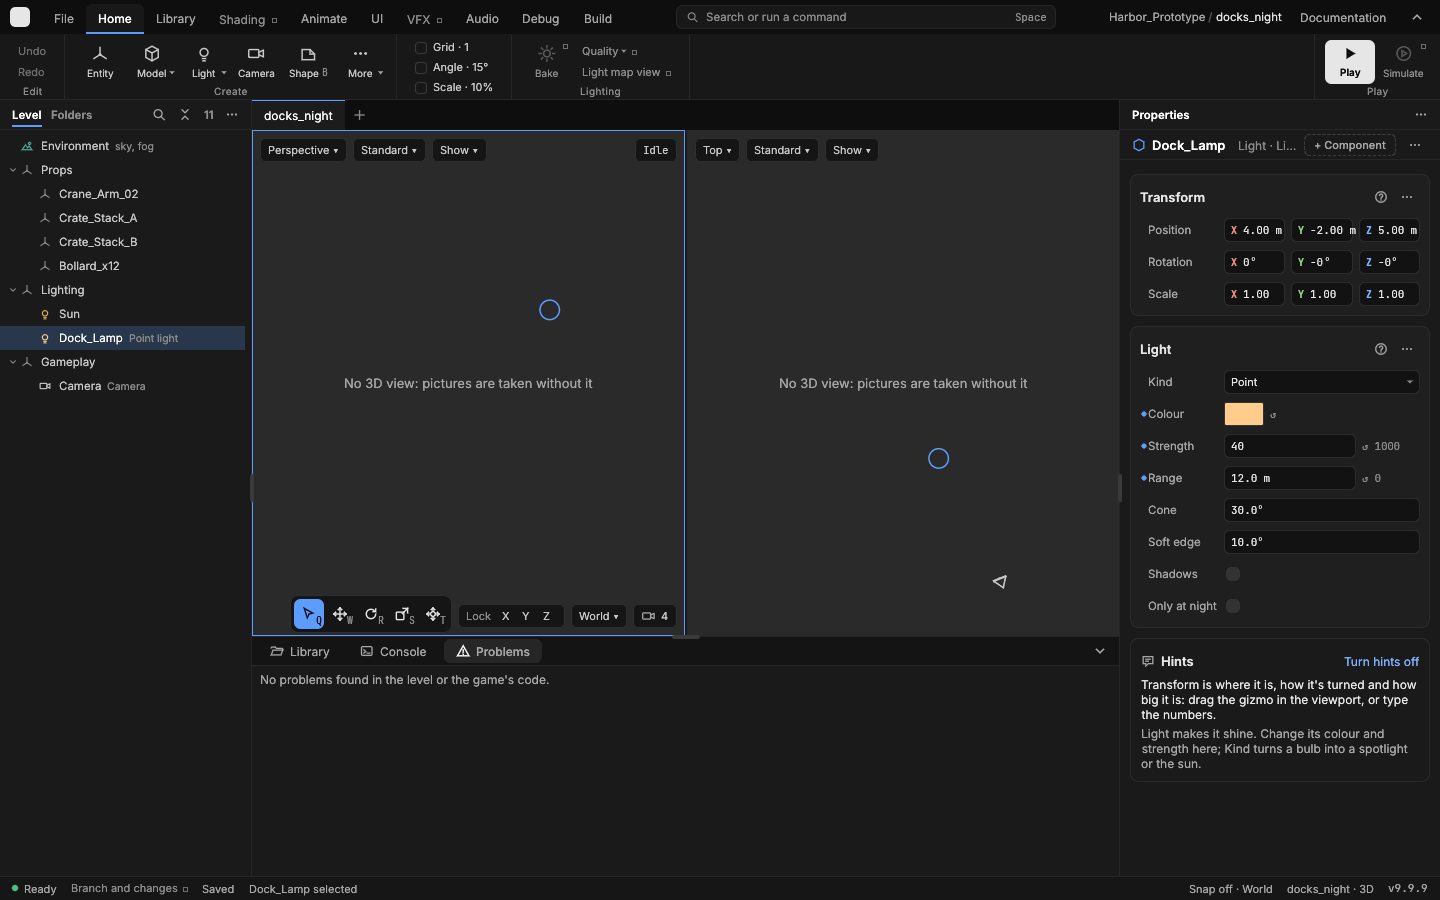 File
Home
Library
Shading
Animate
UI
VFX
Audio
Debug
Build
Search or run a command
Space
Harbor_Prototype / docks_night
Documentation
Undo
Redo
Edit
Entity
Model
Light
Camera
Shape B
More
Create
Grid · 1
Angle · 15°
Scale · 10%
Bake
Quality
Light map view
Lighting
Play
Simulate
Play
Level
Folders
11
docks_night
Properties
Environment sky, fog
Props
Crane_Arm_02
Crate_Stack_A
Crate_Stack_B
Bollard_x12
Lighting
Sun
Dock_Lamp Point light
Gameplay
Camera Camera
Perspective
Standard
Show
Idle
No 3D view: pictures are taken without it
Q
W
R
S
T
Lock X Y Z
World
4
Top
Standard
Show
No 3D view: pictures are taken without it
Library
Console
Problems
No problems found in the level or the game's code.
Dock_Lamp
Light · Li...
+ Component
Transform
Position X 4.00 m Y -2.00 m Z 5.00 m
Rotation X 0° Y -0° Z -0°
Scale X 1.00 Y 1.00 Z 1.00
Light
Kind Point
Colour
Strength 40 1000
Range 12.0 m 0
Cone 30.0°
Soft edge 10.0°
Shadows
Only at night
Hints
Turn hints off
Transform is where it is, how it's turned and how
big it is: drag the gizmo in the viewport, or type
the numbers.
Light makes it shine. Change its colour and
strength here; Kind turns a bulb into a spotlight
or the sun.
Ready
Branch and changes
Saved
Dock_Lamp selected
Snap off · World
docks_night · 3D
v9.9.9